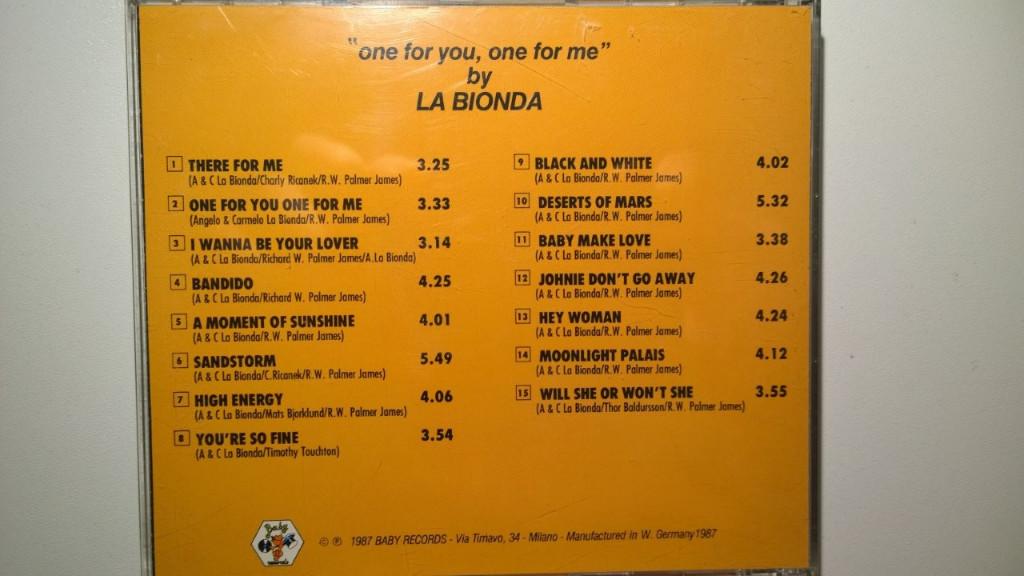 "one for you, one for me"
by
LA BIONDA
1 THERE FOR ME 3.25
(A & C La Bionda/Charly Ricanek/R.W. Palmer James)
2 ONE FOR YOU ONE FOR ME 3.33
(Angelo & Carmelo La Bionda/R.W. Palmer James)
3 I WANNA BE YOUR LOVER 3.14
(A & C La Bionda/Richard W. Palmer James/A.La Bionda)
4 BANDIDO 4.25
(A & C La Bionda/Richard W. Palmer James)
5 A MOMENT OF SUNSHINE 4.01
(A & C La Bionda/R.W. Palmer James)
6 SANDSTORM 5.49
(A & C La Bionda/C.Ricanek/R.W. Palmer James)
7 HIGH ENERGY 4.06
(A & C La Bionda/Mats Bjorklund/R.W. Palmer James)
8 YOU'RE SO FINE 3.54
(A & C La Bionda/Timothy Touchton)
9 BLACK AND WHITE 4.02
(A & C La Bionda/R.W. Palmer James)
10 DESERTS OF MARS 5.32
(A & C La Bionda/R.W. Palmer James)
11 BABY MAKE LOVE 3.38
(A & C La Bionda/R.W. Palmer James)
12 JOHNIE DON'T GO AWAY 4.26
(A & C La Bionda/R.W. Palmer James)
13 HEY WOMAN 4.24
(A & C La Bionda/R.W. Palmer James)
14 MOONLIGHT PALAIS 4.12
(A & C La Bionda/R.W. Palmer James)
15 WILL SHE OR WON'T SHE 3.55
(A & C La Bionda/Thor Baldursson/R.W. Palmer James)
Baby
© ℗ 1987 BABY RECORDS - Via Timavo, 34 - Milano - Manufactured in W. Germany 1987